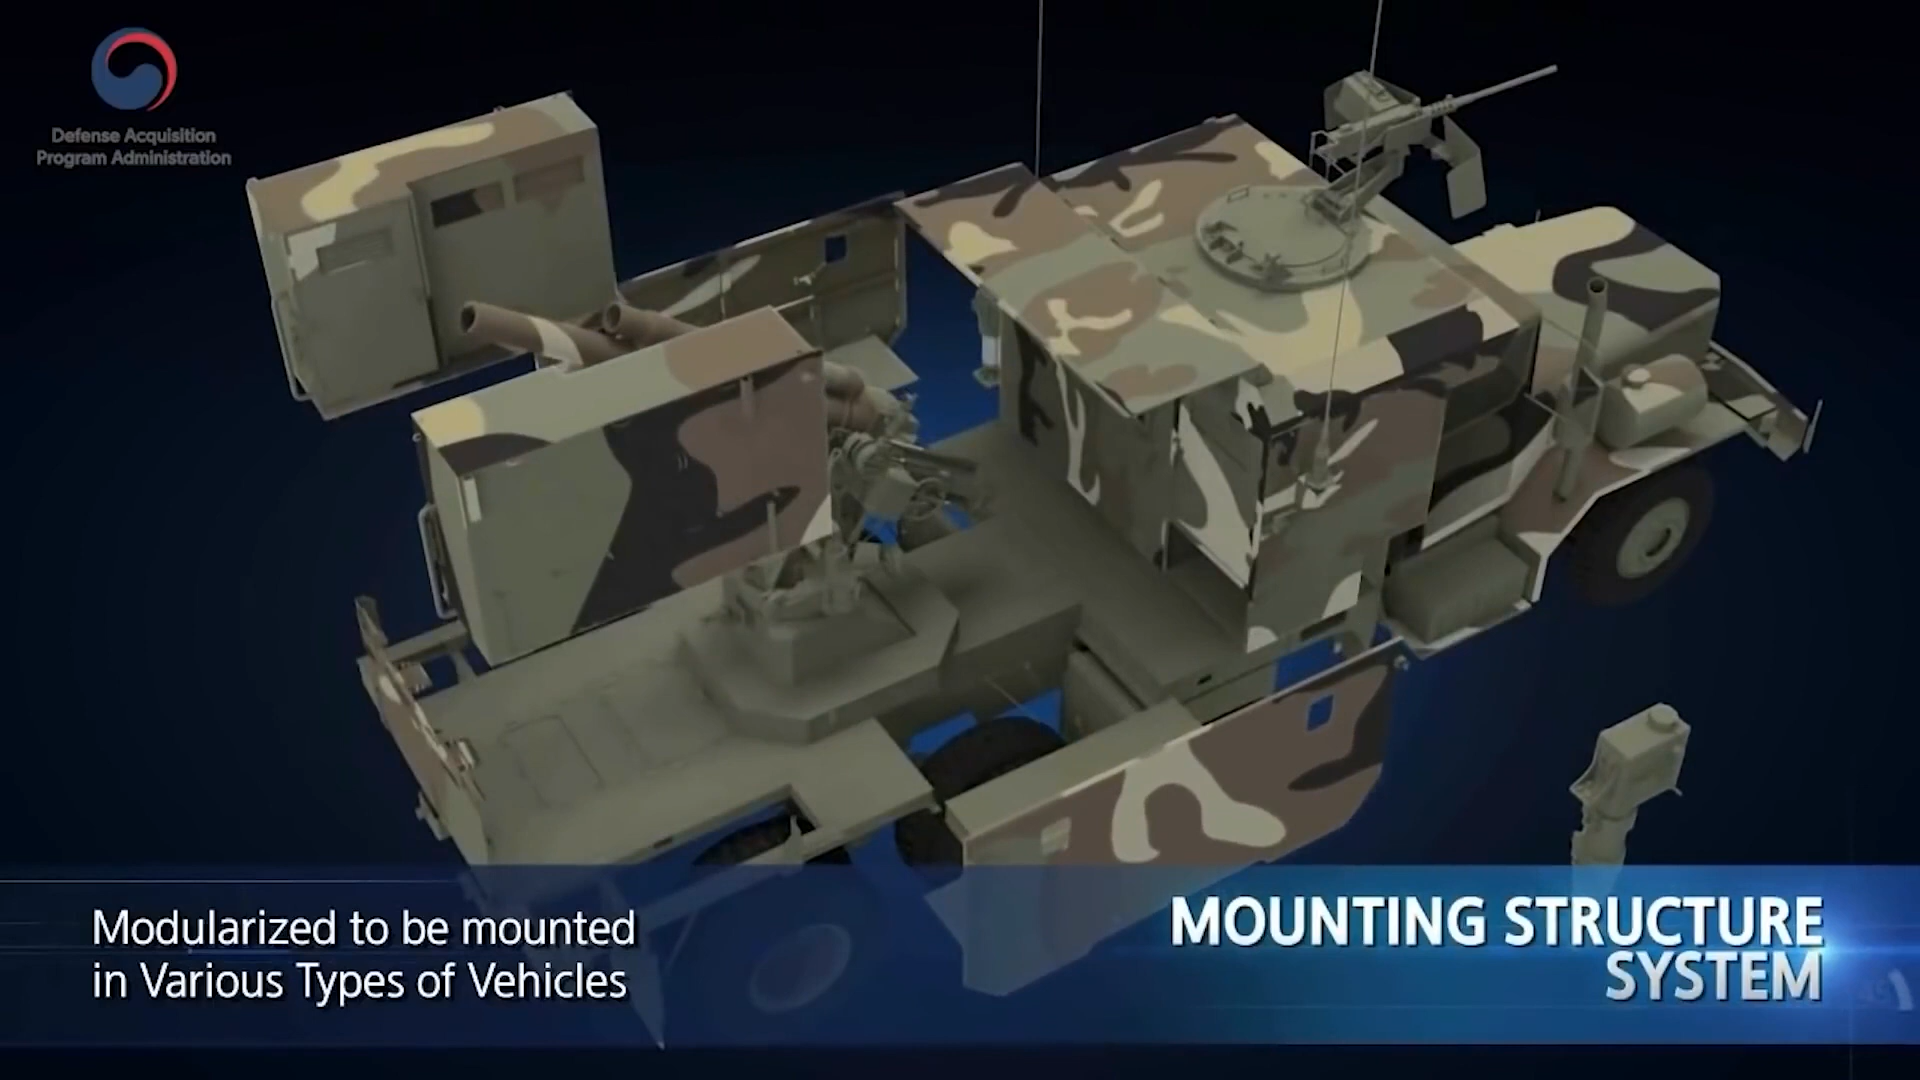 Defense Acquisition
Program Administration
Modularized to be mounted
in Various Types of Vehicles
MOUNTING STRUCTURE
SYSTEM